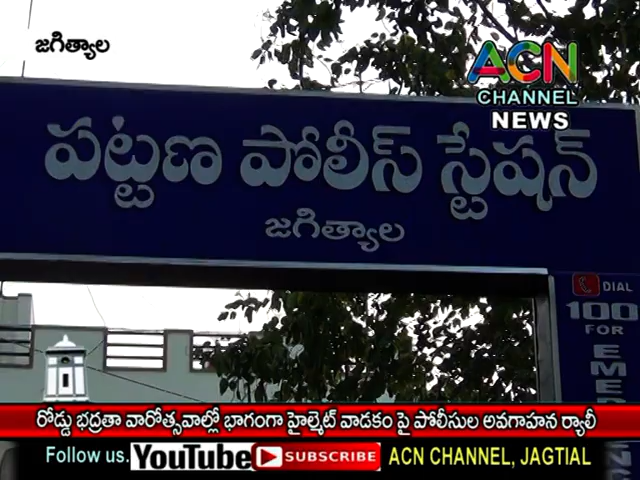 జగిత్యాల
ACN
CHANNEL
NEWS
పట్టణ పోలీస్ స్టేషన్
జగిత్యాల
DIAL
100
FOR
EMER
రోడ్డు భద్రతా వారోత్సవాల్లో భాగంగా హైల్మెట్ వాడకం పై పోలీసుల అవగాహన ర్యాలీ
Follow us. YouTube SUBSCRIBE ACN CHANNEL, JAGTIAL